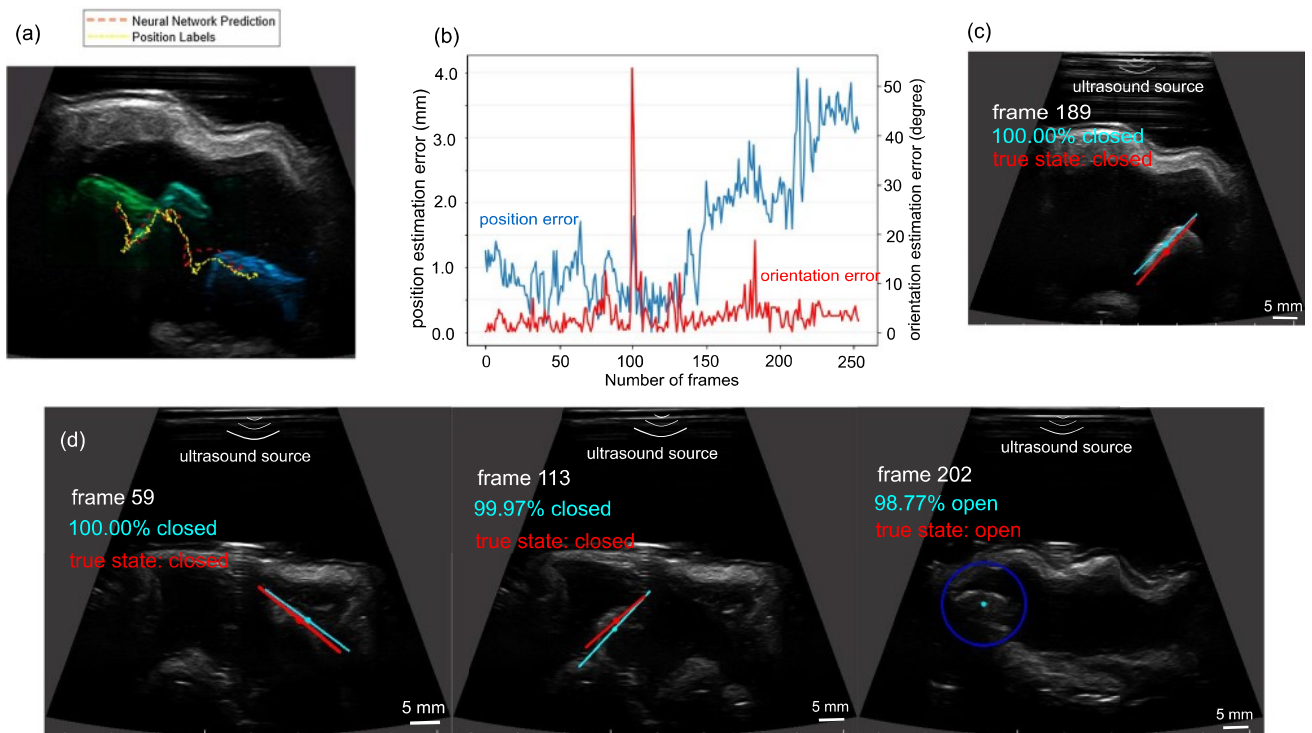 (a)
Neural Network Prediction
Position Labels
(b)
position estimation error (mm)
4.0
3.0
2.0
1.0
0.0
position error
orientation error
50
40
30
20
10
0
orientation estimation error (degree)
0
50
100
150
200
250
Number of frames
(c)
ultrasound source
frame 189
100.00% closed
true state: closed
5 mm
(d)
ultrasound source
frame 59
100.00% closed
true state: closed
5 mm
ultrasound source
frame 113
99.97% closed
true state: closed
5 mm
ultrasound source
frame 202
98.77% open
true state: open
5 mm